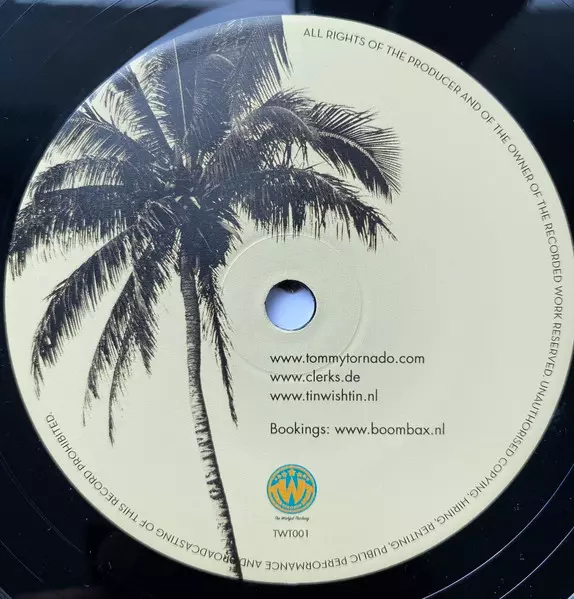 ALL RIGHTS OF THE PRODUCER AND OF THE OWNER OF THE RECORDED WORK RESERVED. UNAUTHORISED COPYING, HIRING, RENTING, PUBLIC PERFORMANCE AND BROADCASTING OF THIS RECORD PROHIBITED.
www.tommytornado.com
www.clerks.de
www.tinwishtin.nl
Bookings: www.boombax.nl
W
TWT001